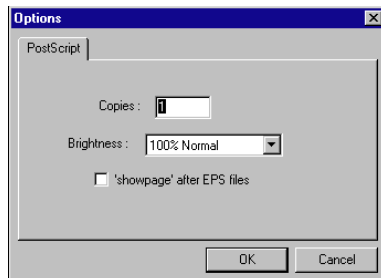 Options
PostScript
Copies : 1
Brightness : 100% Normal
'showpage' after EPS files
OK Cancel